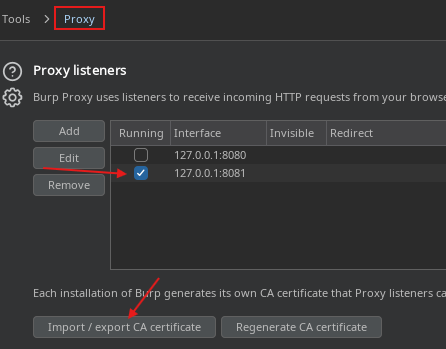 Tools > Proxy
Proxy listeners
Burp Proxy uses listeners to receive incoming HTTP requests from your browse
Add
Edit
Remove
Running Interface Invisible Redirect
127.0.0.1:8080
127.0.0.1:8081
Each installation of Burp generates its own CA certificate that Proxy listeners ca
Import / export CA certificate Regenerate CA certificate